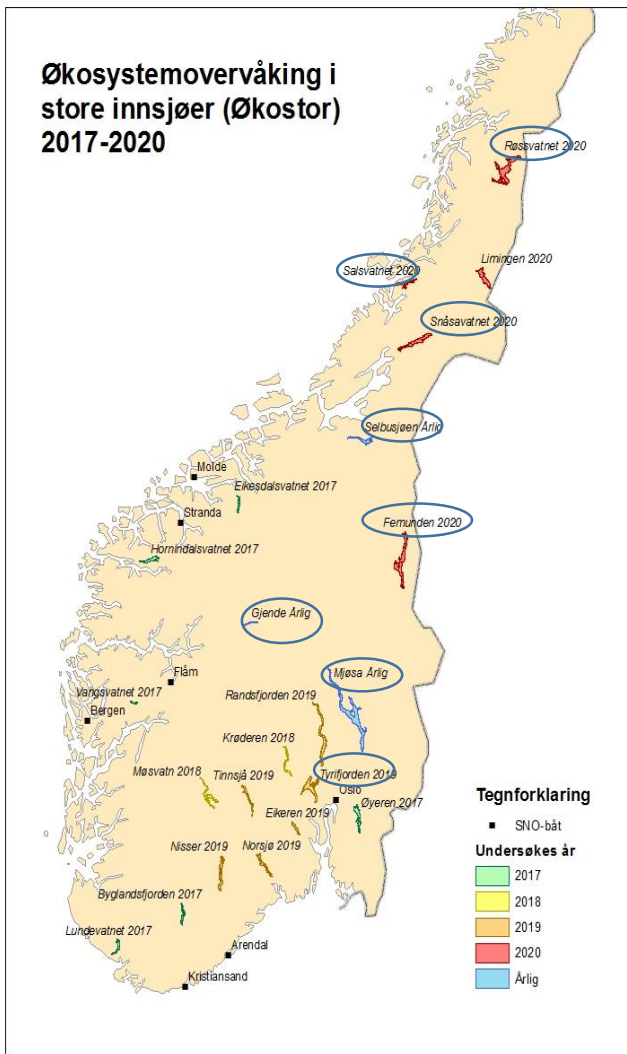 Økosystemovervåking i
store innsjøer (Økostor)
2017-2020
Røssvatnet 2020
Salsvatnet 2020
Limingen 2020
Snåsavatnet 2020
Selbusjøen Årlig
Molde
Eikesdalsvatnet 2017
Stranda
Femunden 2020
Hornindalsvatnet 2017
Gjende Årlig
Mjøsa Årlig
Flåm
Vangsvatnet 2017
Randsfjorden 2019
Bergen
Krøderen 2018
Møsvatn 2018
Tinnsjå 2019
Tyrifjorden 2019
Oslo
Øyeren 2017
Eikeren 2019
Nisser 2019
Norsjø 2019
Byglandsfjorden 2017
Lundevatnet 2017
Arendal
Kristiansand
Tegnforklaring
SNO-båt
Undersøkes år
2017
2018
2019
2020
Årlig